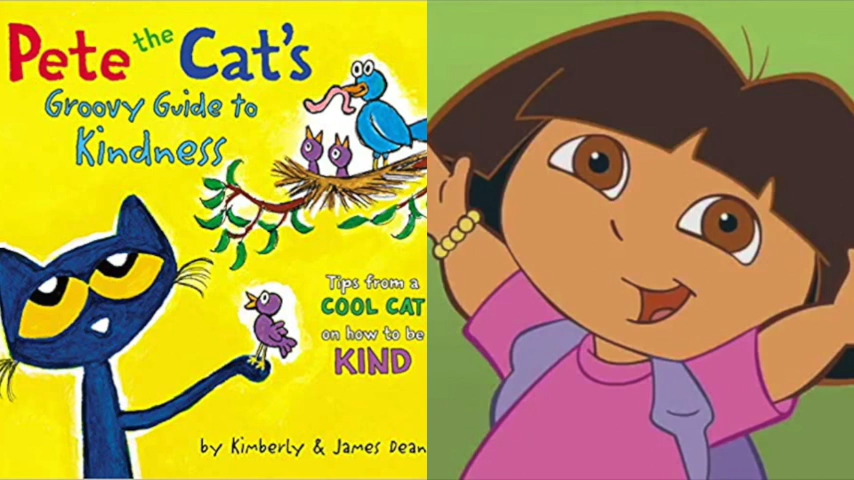 Pete the Cat's
Groovy Guide to
Kindness
Tips from a
COOL CAT
on how to be
KIND
by Kimberly & James Dean